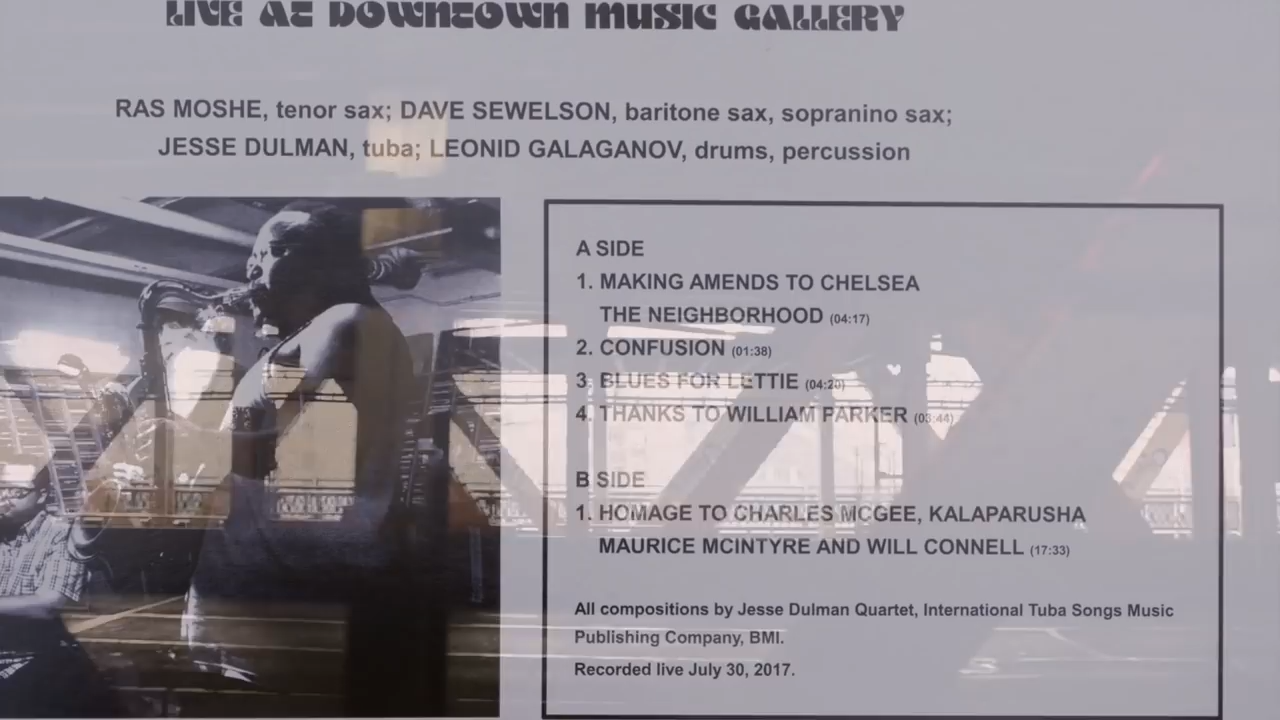 LIVE AT DOWNTOWN MUSIC GALLERY
RAS MOSHE, tenor sax; DAVE SEWELSON, baritone sax, sopranino sax;
JESSE DULMAN, tuba; LEONID GALAGANOV, drums, percussion
A SIDE
1. MAKING AMENDS TO CHELSEA
THE NEIGHBORHOOD (04:17)
2. CONFUSION (01:38)
3. BLUES FOR LETTIE (04:20)
4. THANKS TO WILLIAM PARKER (03:44)
B SIDE
1. HOMAGE TO CHARLES MCGEE, KALAPARUSHA
MAURICE MCINTYRE AND WILL CONNELL (17:33)
All compositions by Jesse Dulman Quartet, International Tuba Songs Music
Publishing Company, BMI.
Recorded live July 30, 2017.